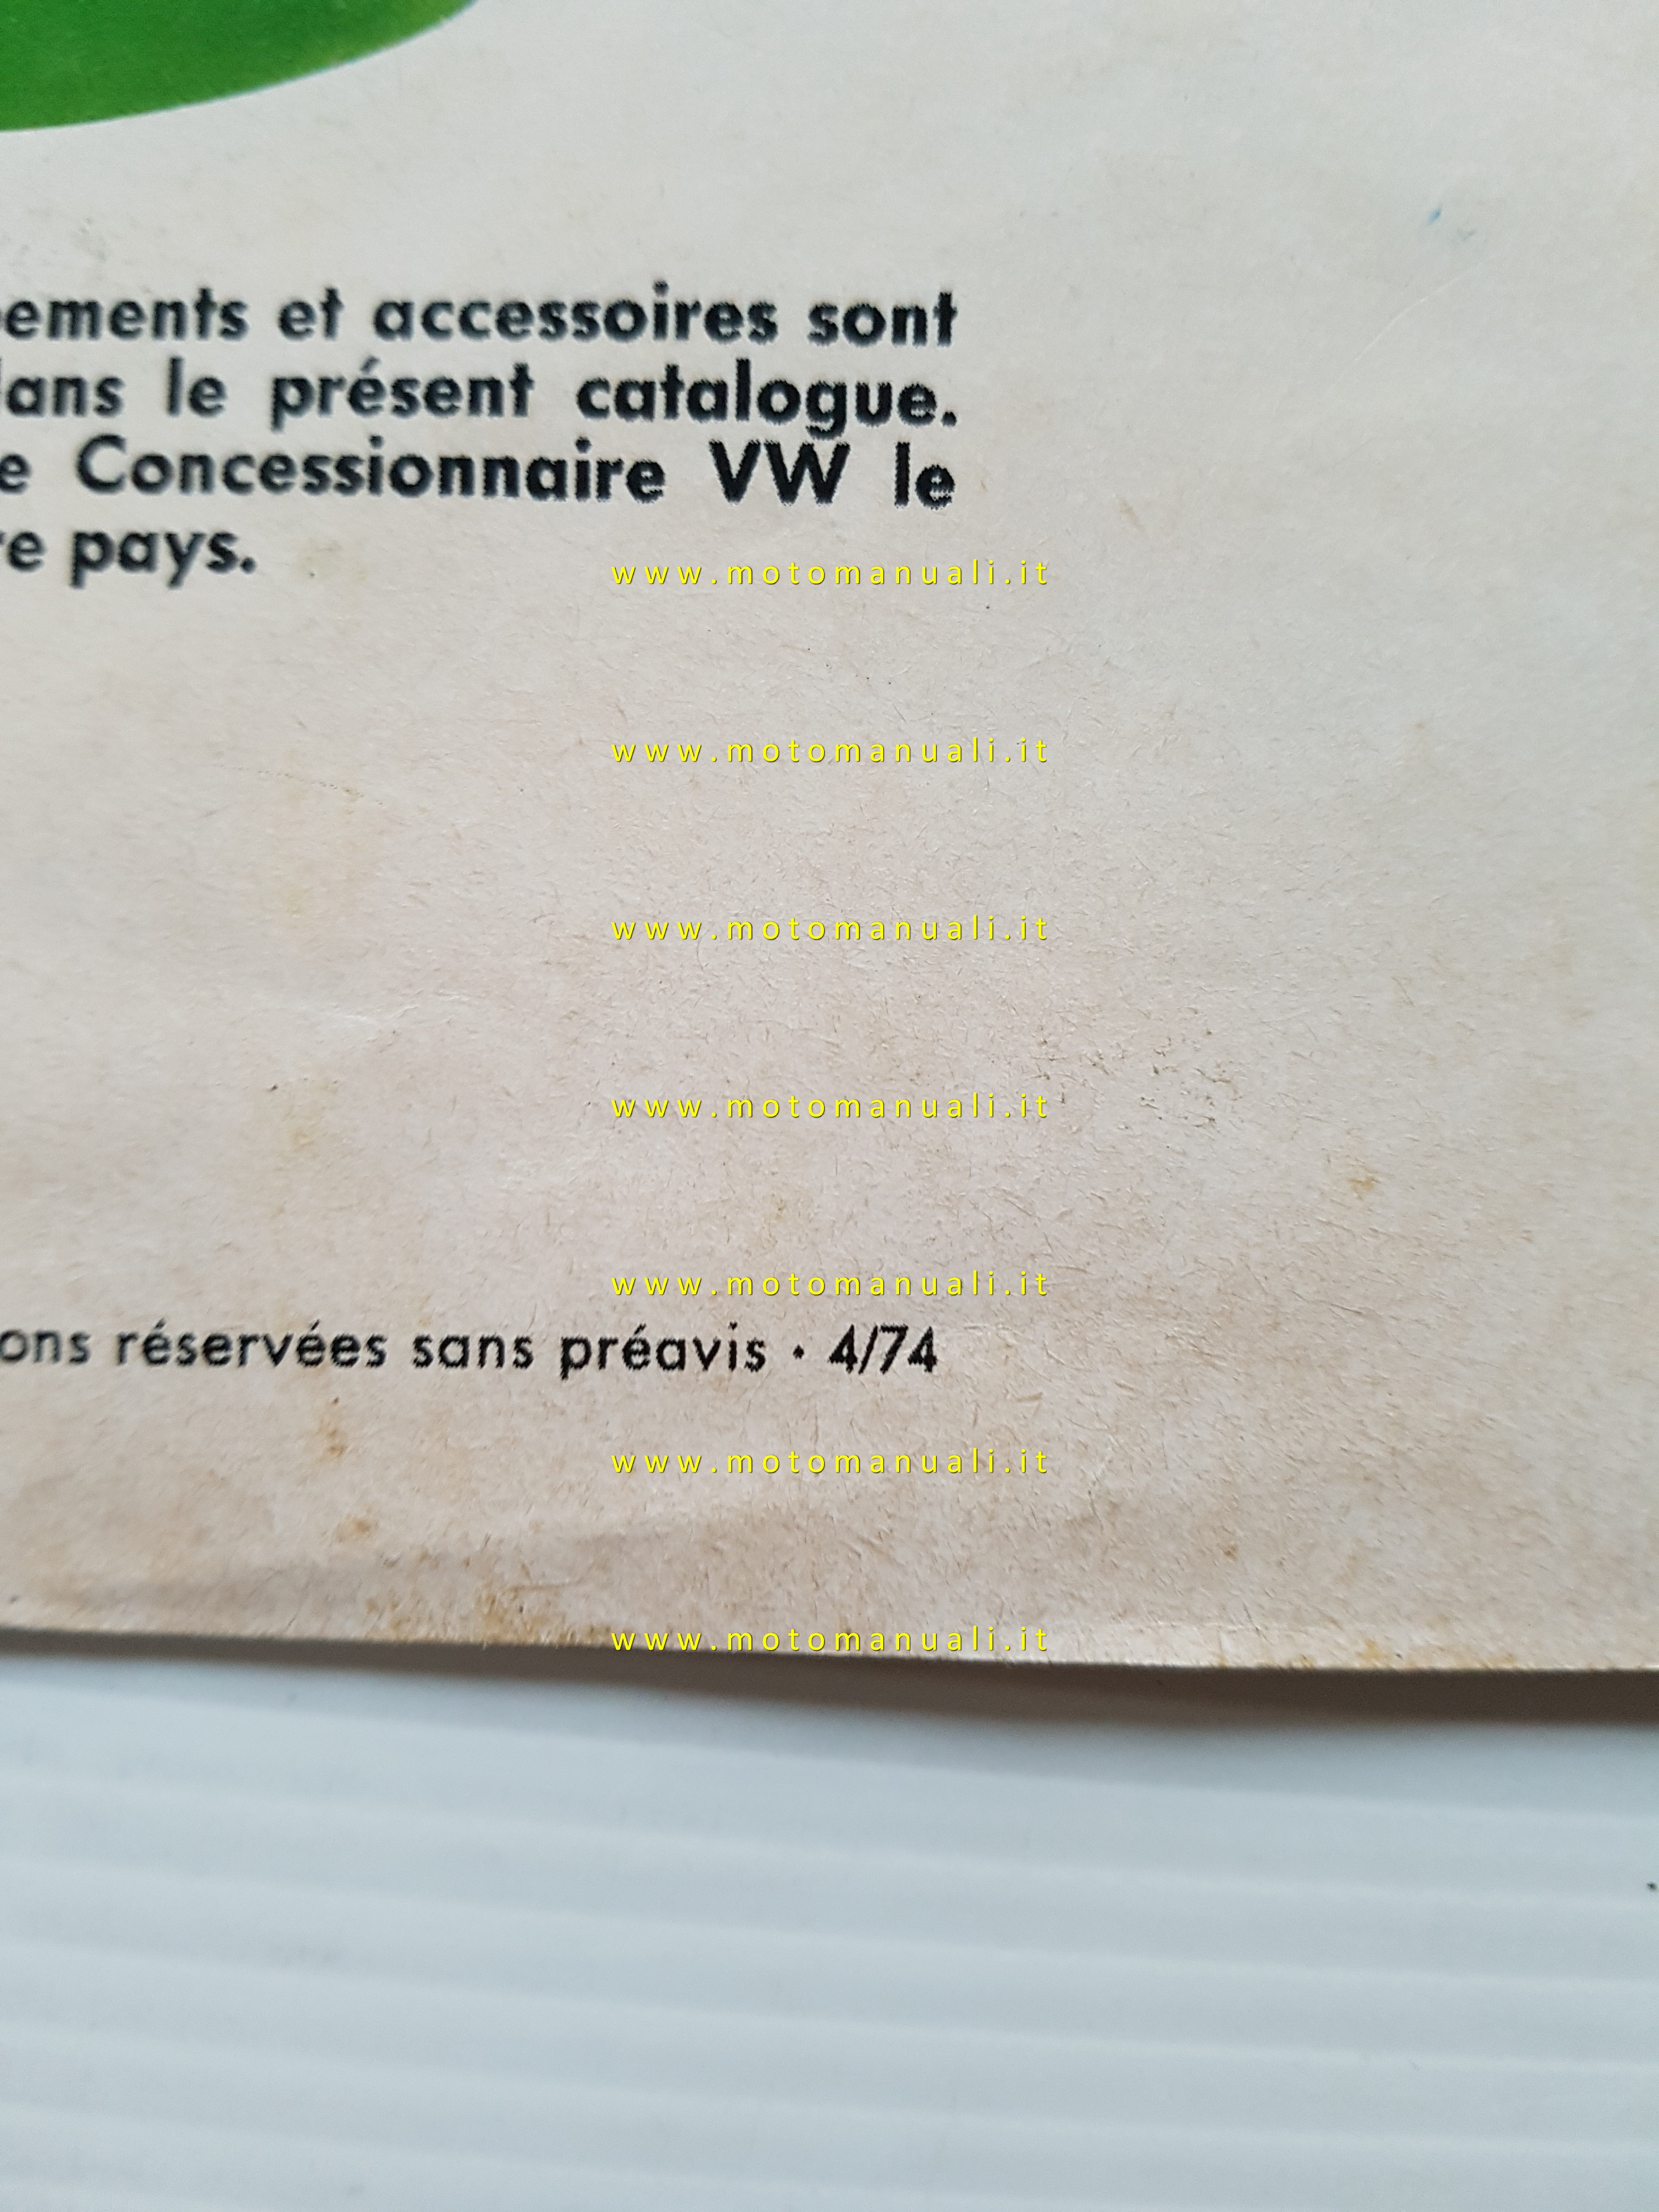 ements et accessoires sont
ans le présent catalogue.
e Concessionnaire VW le
re pays.
www.motomanuali.it
www.motomanuali.it
www.motomanuali.it
www.motomanuali.it
www.motomanuali.it
ons réservées sans préavis · 4/74
www.motomanuali.it
www.motomanuali.it